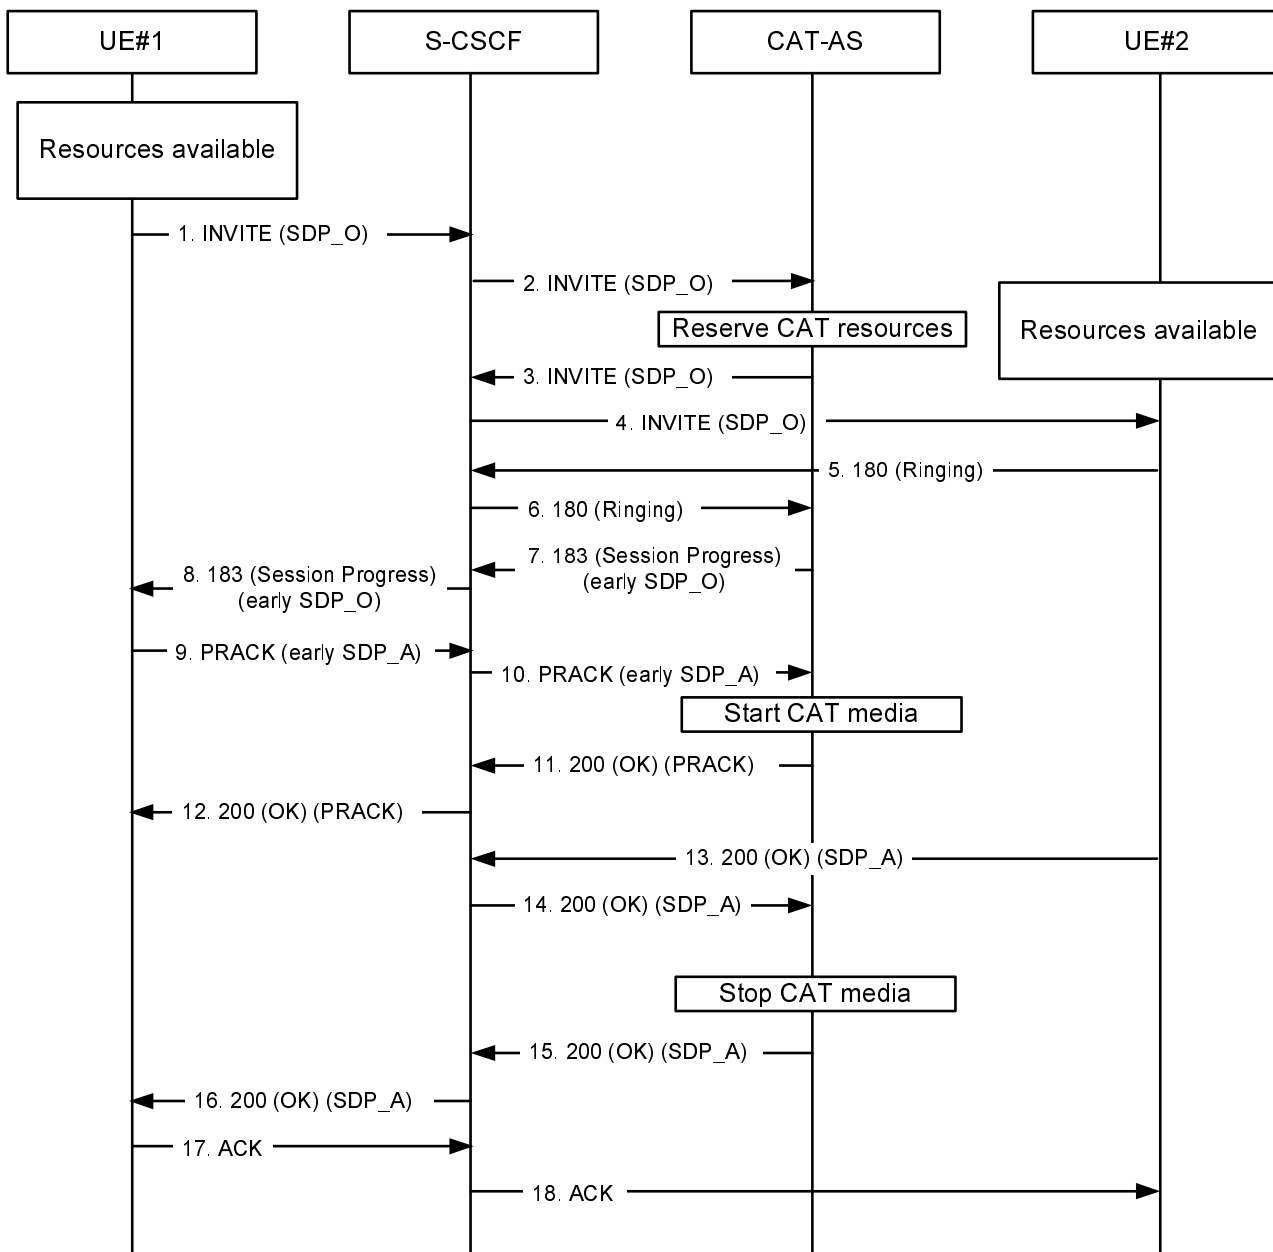 UE#1
S-CSCF
CAT-AS
UE#2
Resources available
1. INVITE (SDP_O)
2. INVITE (SDP_O)
Reserve CAT resources
Resources available
3. INVITE (SDP_O)
4. INVITE (SDP_O)
5. 180 (Ringing)
6. 180 (Ringing)
7. 183 (Session Progress)
(early SDP_O)
8. 183 (Session Progress)
(early SDP_O)
9. PRACK (early SDP_A)
10. PRACK (early SDP_A)
Start CAT media
11. 200 (OK) (PRACK)
12. 200 (OK) (PRACK)
13. 200 (OK) (SDP_A)
14. 200 (OK) (SDP_A)
Stop CAT media
15. 200 (OK) (SDP_A)
16. 200 (OK) (SDP_A)
17. ACK
18. ACK